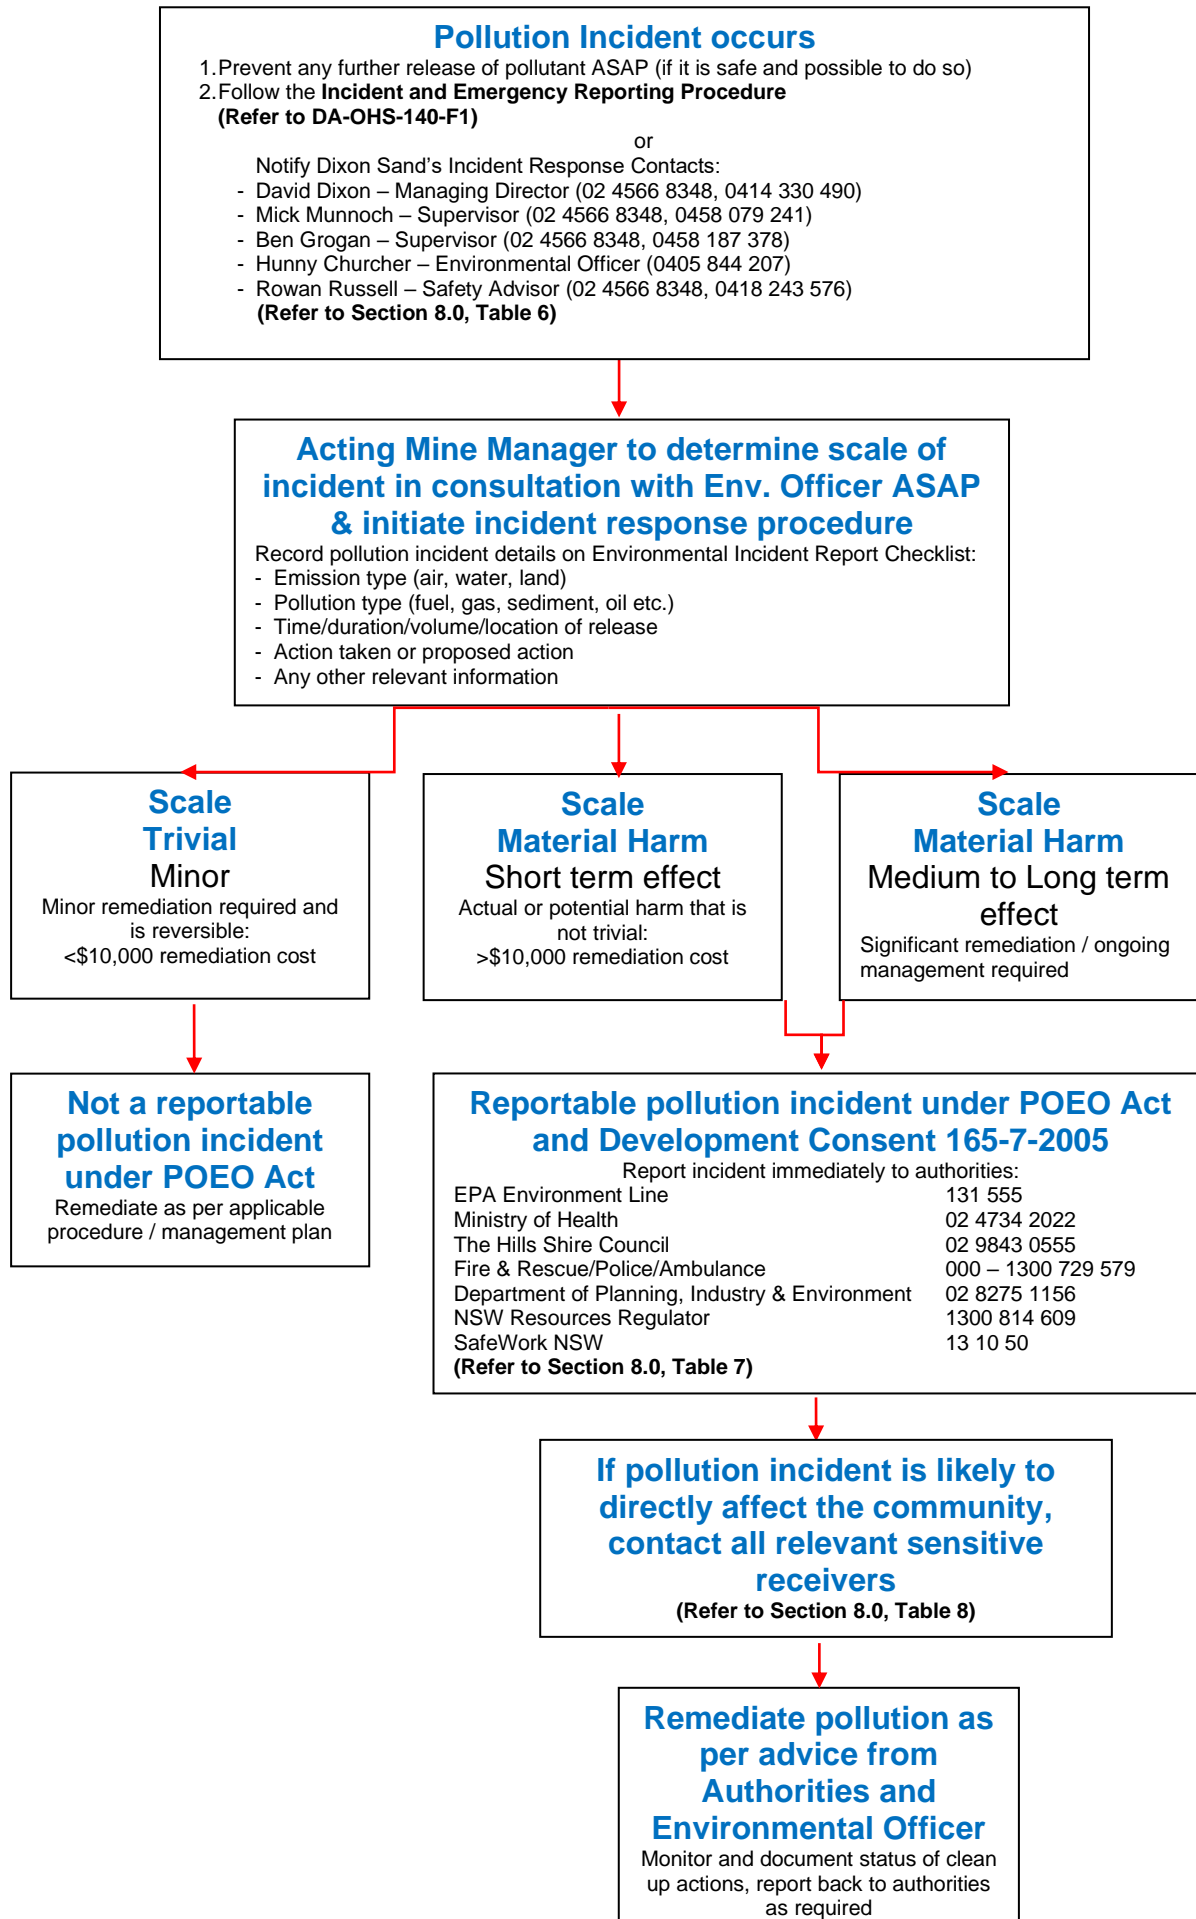 Pollution Incident occurs
1.Prevent any further release of pollutant ASAP (if it is safe and possible to do so)
2.Follow the Incident and Emergency Reporting Procedure
(Refer to DA-OHS-140-F1)
or
Notify Dixon Sand's Incident Response Contacts:
- David Dixon – Managing Director (02 4566 8348, 0414 330 490)
- Mick Munnoch – Supervisor (02 4566 8348, 0458 079 241)
- Ben Grogan – Supervisor (02 4566 8348, 0458 187 378)
- Hunny Churcher – Environmental Officer (0405 844 207)
- Rowan Russell – Safety Advisor (02 4566 8348, 0418 243 576)
(Refer to Section 8.0, Table 6)
Acting Mine Manager to determine scale of
incident in consultation with Env. Officer ASAP
& initiate incident response procedure
Record pollution incident details on Environmental Incident Report Checklist:
- Emission type (air, water, land)
- Pollution type (fuel, gas, sediment, oil etc.)
- Time/duration/volume/location of release
- Action taken or proposed action
- Any other relevant information
Scale
Trivial
Minor
Minor remediation required and
is reversible:
<$10,000 remediation cost
Scale
Material Harm
Short term effect
Actual or potential harm that is
not trivial:
>$10,000 remediation cost
Scale
Material Harm
Medium to Long term
effect
Significant remediation / ongoing
management required
Not a reportable
pollution incident
under POEO Act
Remediate as per applicable
procedure / management plan
Reportable pollution incident under POEO Act
and Development Consent 165-7-2005
Report incident immediately to authorities:
EPA Environment Line 131 555
Ministry of Health 02 4734 2022
The Hills Shire Council 02 9843 0555
Fire & Rescue/Police/Ambulance 000 – 1300 729 579
Department of Planning, Industry & Environment 02 8275 1156
NSW Resources Regulator 1300 814 609
SafeWork NSW 13 10 50
(Refer to Section 8.0, Table 7)
If pollution incident is likely to
directly affect the community,
contact all relevant sensitive
receivers
(Refer to Section 8.0, Table 8)
Remediate pollution as
per advice from
Authorities and
Environmental Officer
Monitor and document status of clean
up actions, report back to authorities
as required